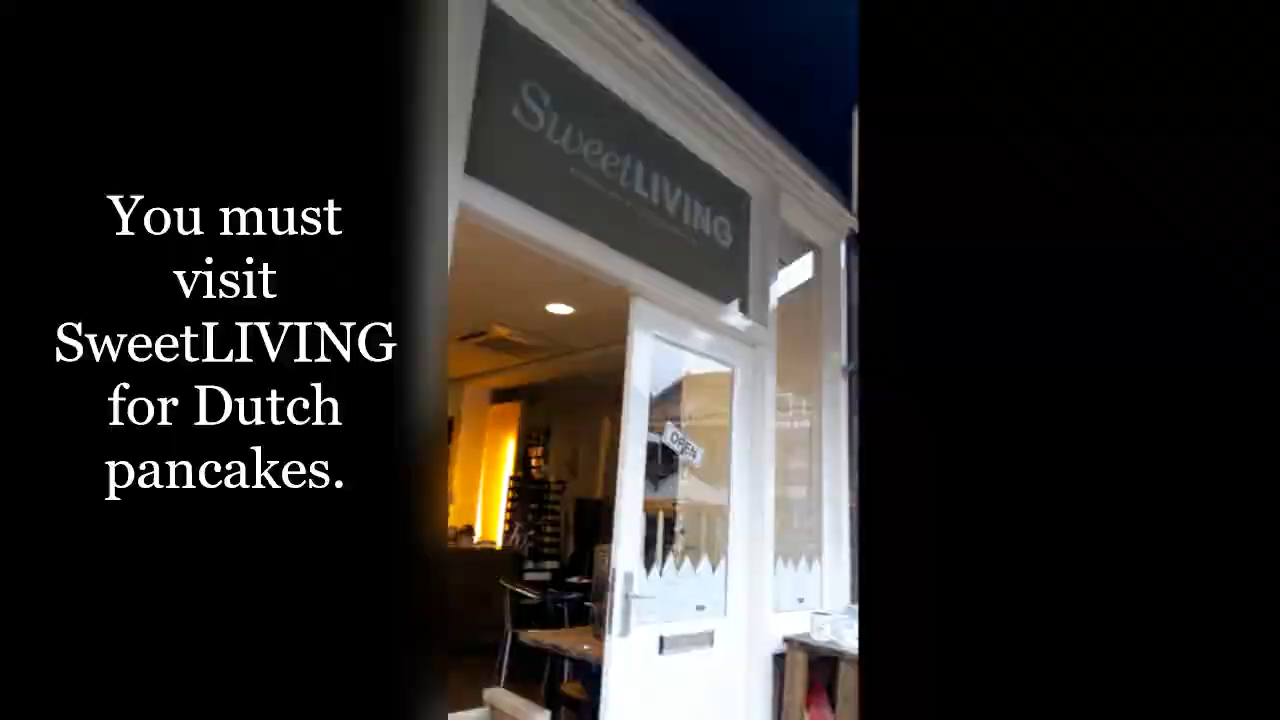 You must
visit
SweetLIVING
for Dutch
pancakes.
SweetLIVING
OPEN